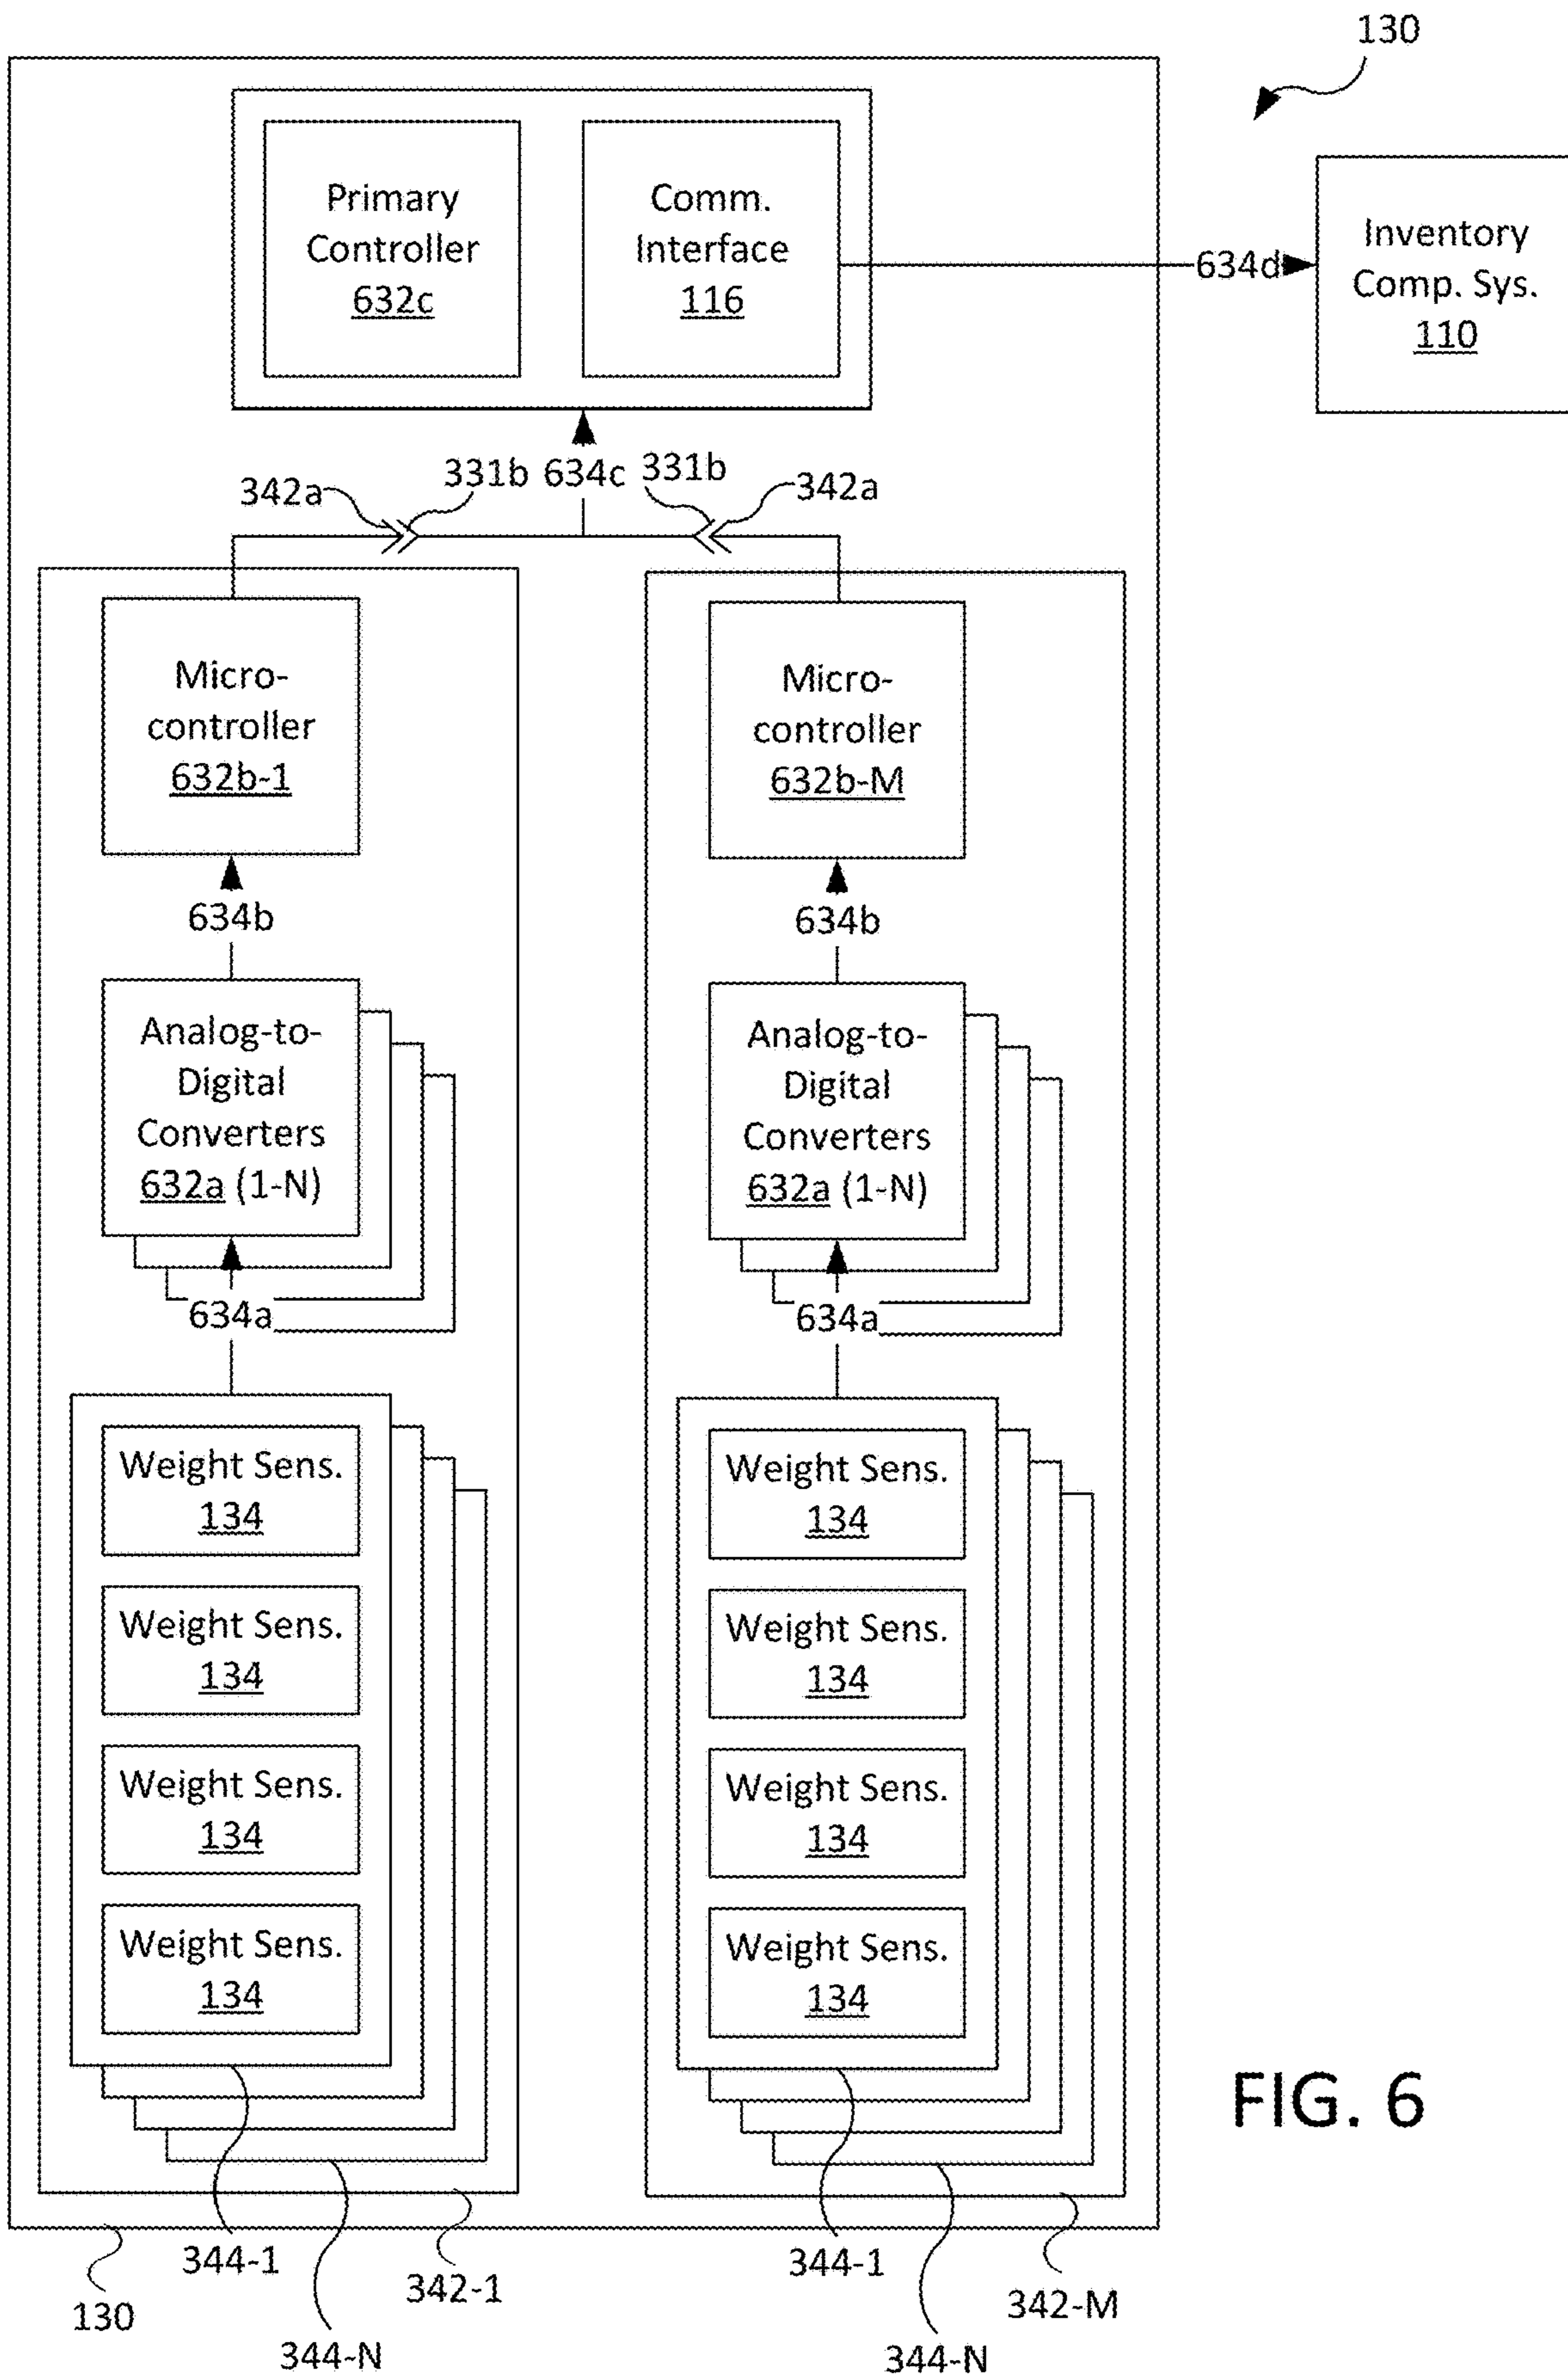 130
Primary
Controller
632c
Comm.
Interface
116
634d
Inventory
Comp. Sys.
110
342a
331b
634c
331b
342a
Micro-
controller
632b-1
Micro-
controller
632b-M
634b
634b
Analog-to-
Digital
Converters
632a (1-N)
Analog-to-
Digital
Converters
632a (1-N)
634a
634a
Weight Sens.
134
Weight Sens.
134
Weight Sens.
134
Weight Sens.
134
Weight Sens.
134
Weight Sens.
134
Weight Sens.
134
Weight Sens.
134
FIG. 6
130
344-1
344-N
342-1
344-1
344-N
342-M